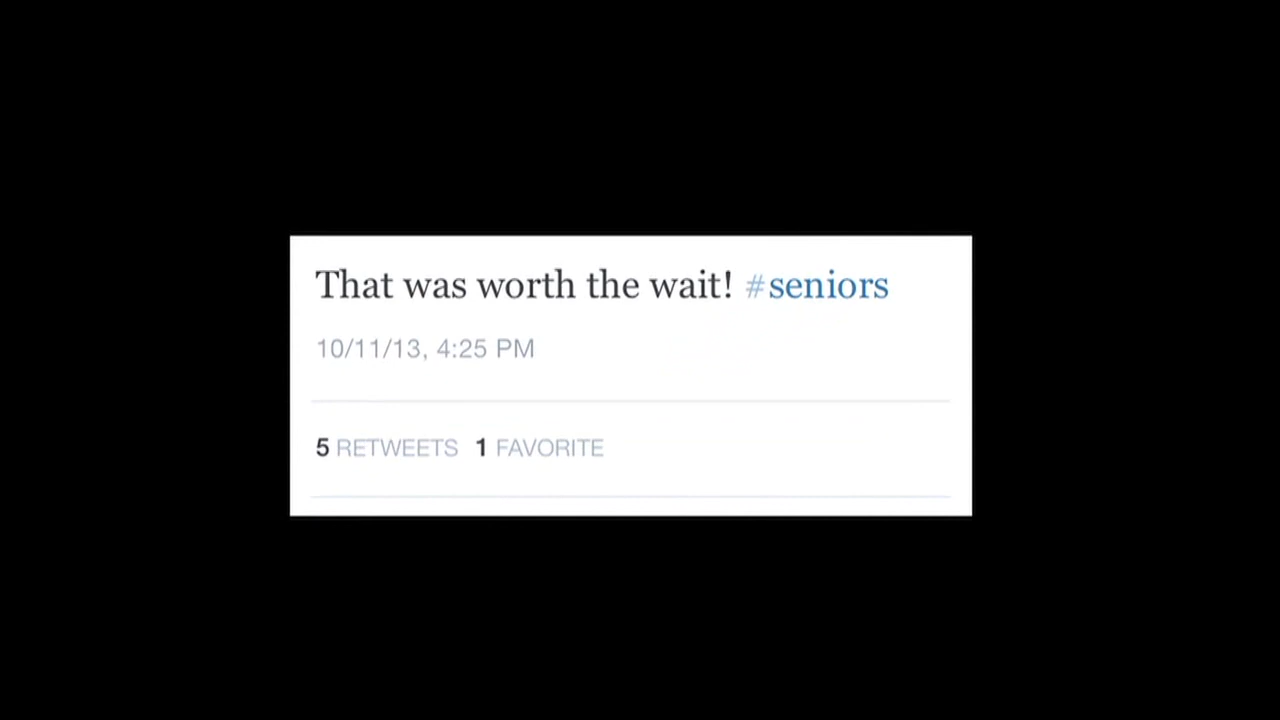 That was worth the wait! #seniors
10/11/13, 4:25 PM
5 RETWEETS 1 FAVORITE